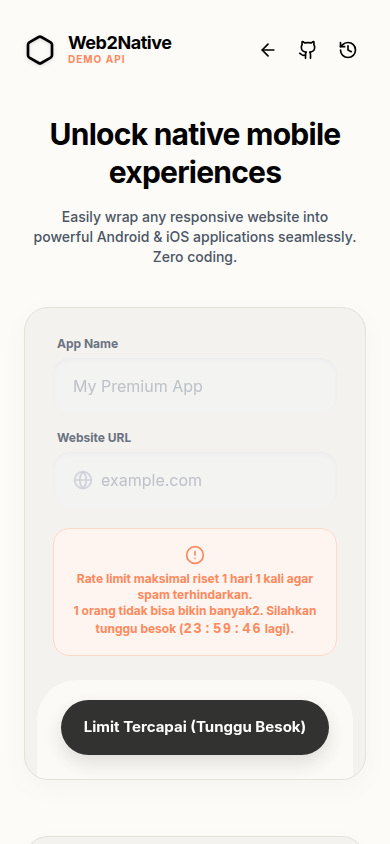 Web2Native
DEMO API
Unlock native mobile
experiences
Easily wrap any responsive website into
powerful Android & iOS applications seamlessly.
Zero coding.
App Name
My Premium App
Website URL
example.com
Rate limit maksimal riset 1 hari 1 kali agar
spam terhindarkan.
1 orang tidak bisa bikin banyak2. Silahkan
tunggu besok (23:59:46 lagi).
Limit Tercapai (Tunggu Besok)